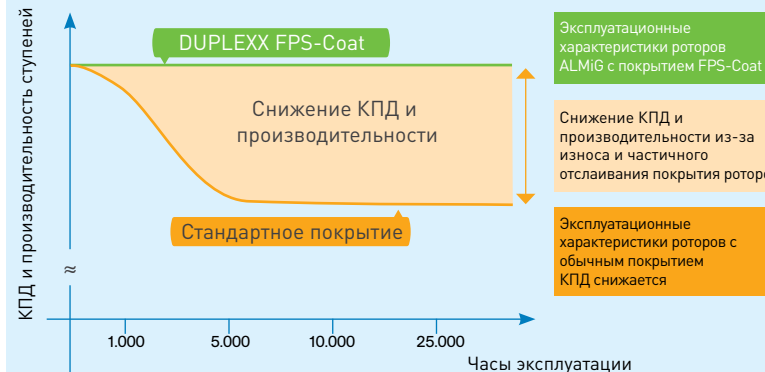 КПД и производительность ступеней
DUPLEXX FPS-Coat
Снижение КПД и
производительности
Стандартное покрытие
≈
1.000
5.000
10.000
25.000
Часы эксплуатации
Эксплуатационные
характеристики роторов
ALMiG с покрытием FPS-Coat
Снижение КПД и
производительности из-за
износа и частичного
отслаивания покрытия роторо
Эксплуатационные
характеристики роторов с
обычным покрытием
КПД снижается